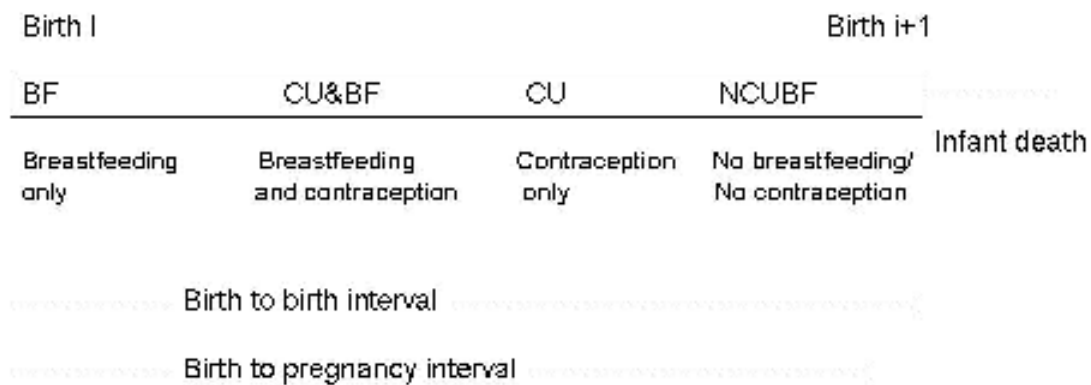 Birth I Birth i+1
BF CU&BF CU NCUBF
Infant death
Breastfeeding only Breastfeeding and contraception Contraception only No breastfeeding/ No contraception
Birth to birth interval
Birth to pregnancy interval